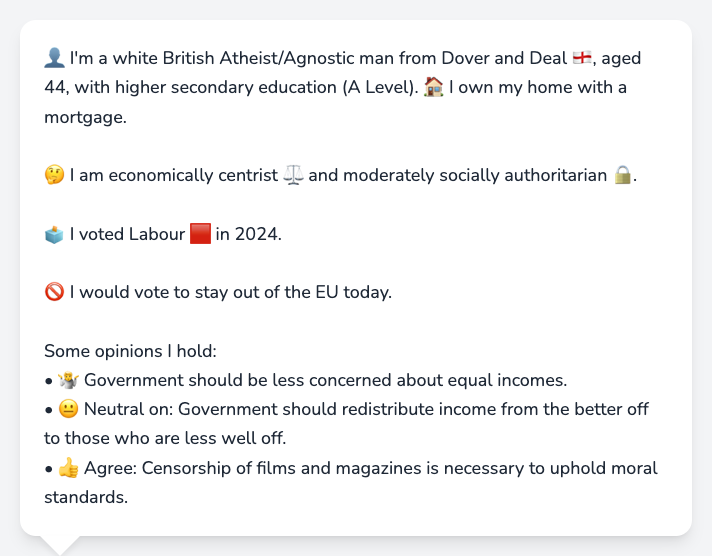 👤 I'm a white British Atheist/Agnostic man from Dover and Deal 🏴󠁧󠁢󠁥󠁮󠁧󠁿, aged
44, with higher secondary education (A Level). 🏠 I own my home with a
mortgage.
🤔 I am economically centrist ⚖️ and moderately socially authoritarian 🔒.
🗳️ I voted Labour 🟥 in 2024.
🚫 I would vote to stay out of the EU today.
Some opinions I hold:
• 🤷 Government should be less concerned about equal incomes.
• 😐 Neutral on: Government should redistribute income from the better off
to those who are less well off.
• 👍 Agree: Censorship of films and magazines is necessary to uphold moral
standards.